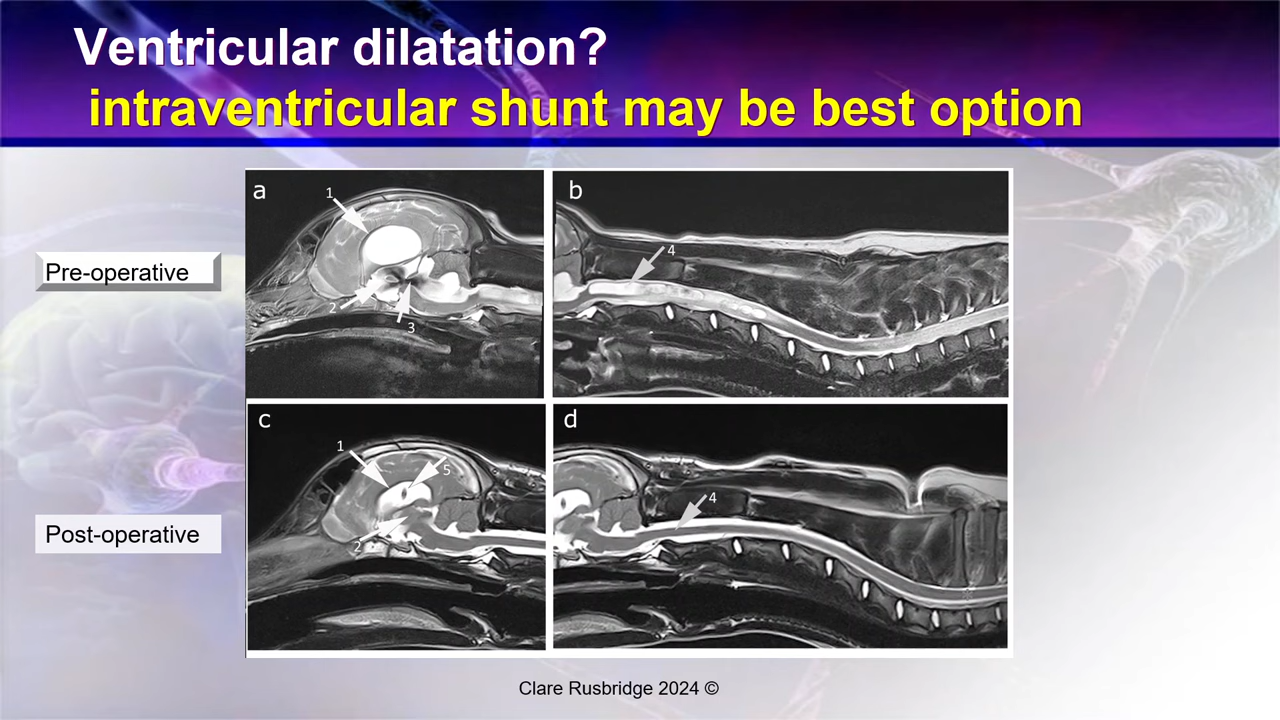 Ventricular dilatation?
intraventricular shunt may be best option
Pre-operative
a
1
2
3
b
4
Post-operative
c
1
5
2
d
4
Clare Rusbridge 2024 ©